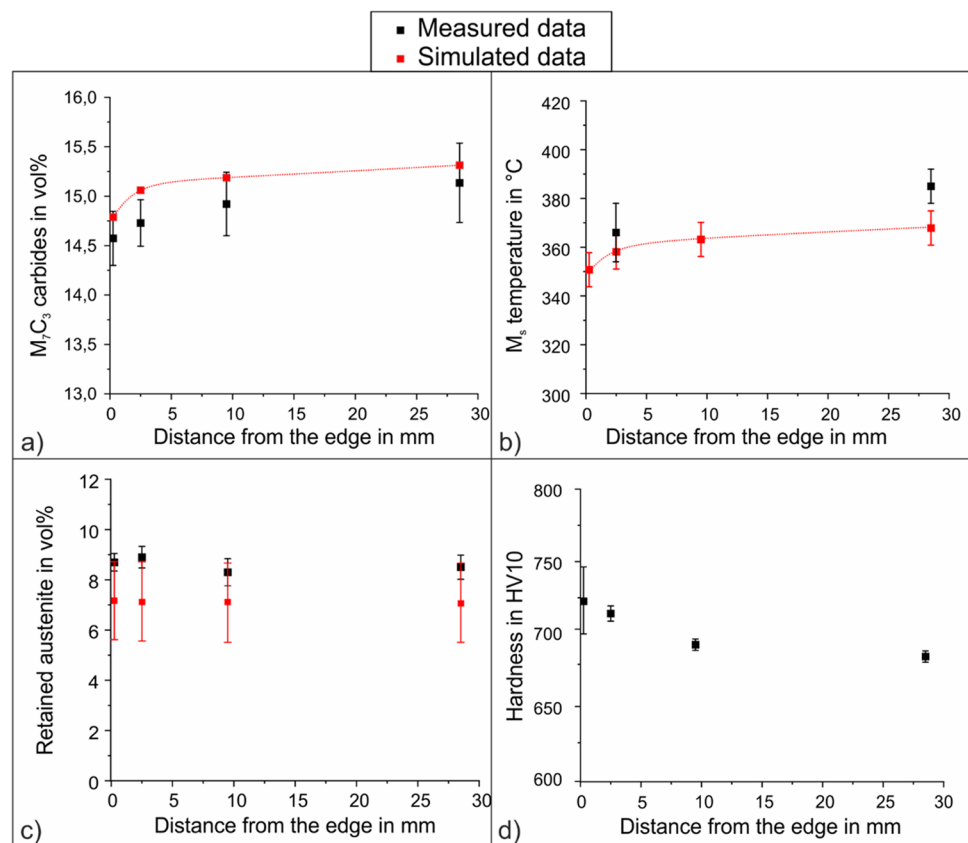 Measured data
Simulated data
16,0
15,5
15,0
14,5
14,0
13,5
13,0
0 5 10 15 20 25 30
M₇C₃ carbides in vol%
Distance from the edge in mm
a)
420
400
380
360
340
320
300
0 5 10 15 20 25 30
Mₛ temperature in °C
Distance from the edge in mm
b)
12
10
8
6
4
2
0
0 5 10 15 20 25 30
Retained austenite in vol%
Distance from the edge in mm
c)
800
750
700
650
600
0 5 10 15 20 25 30
Hardness in HV10
Distance from the edge in mm
d)